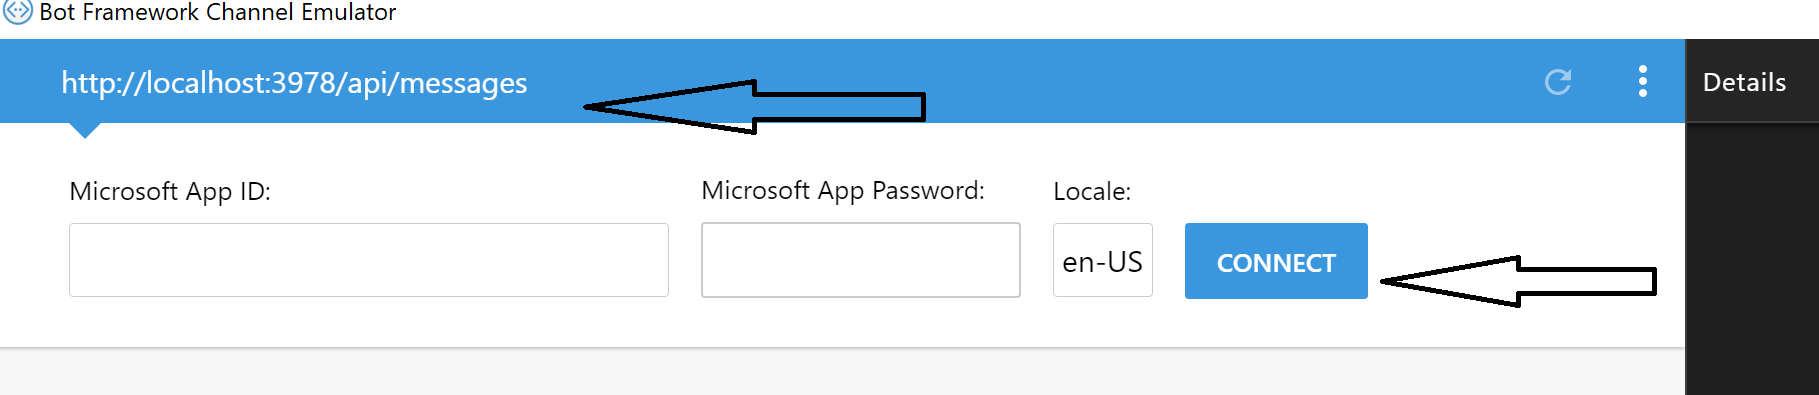 Bot Framework Channel Emulator
http://localhost:3978/api/messages
Details
Microsoft App ID:
Microsoft App Password:
Locale:
en-US
CONNECT